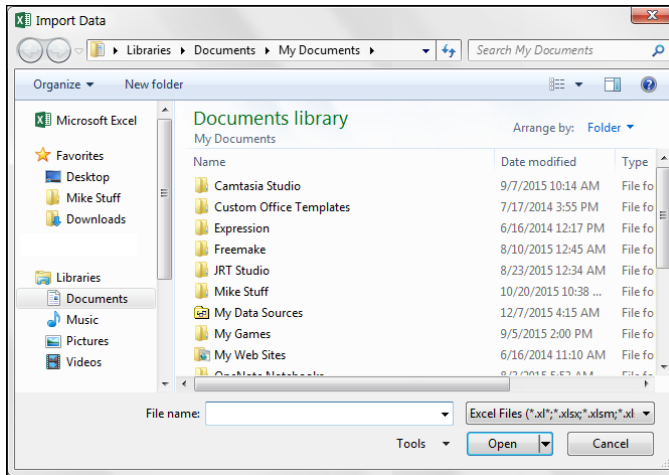 Import Data
Libraries Documents My Documents
Search My Documents
Organize New folder
Microsoft Excel
Favorites
Desktop
Mike Stuff
Downloads
Libraries
Documents
Music
Pictures
Videos
Documents library
My Documents
Arrange by: Folder
Name Date modified Type
Camtasia Studio 9/7/2015 10:14 AM File fo
Custom Office Templates 7/17/2014 3:55 PM File fo
Expression 6/16/2014 12:17 PM File fo
Freemake 8/10/2015 12:45 AM File fo
JRT Studio 8/23/2015 12:34 AM File fo
Mike Stuff 10/20/2015 10:38 ... File fo
My Data Sources 12/7/2015 4:15 AM File fo
My Games 9/5/2015 2:00 PM File fo
My Web Sites 6/16/2014 11:10 AM File fo
OneNote Notebooks
File name: Excel Files (*.xl*;*.xlsx;*.xlsm;*.xl
Tools Open Cancel